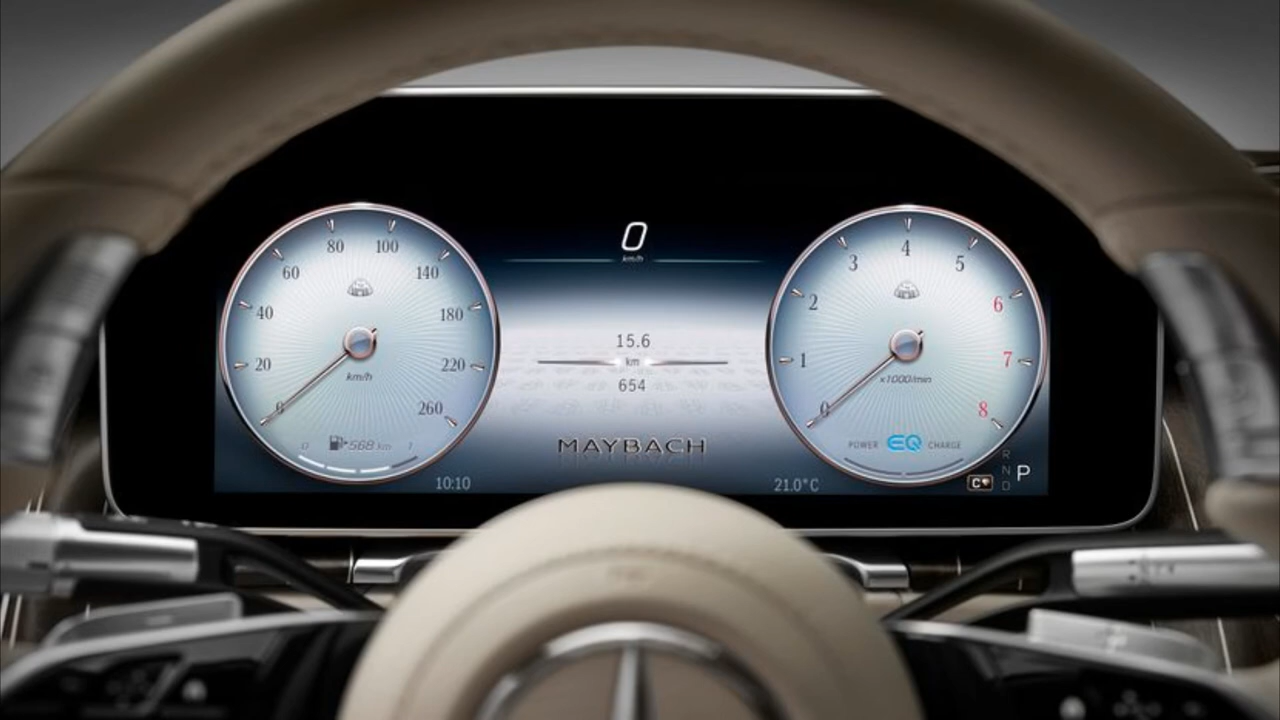 0
km/h
80 100
60 140
40 180
20 220
0 260
km/h
0 568 km 1
15.6
km
654
MAYBACH
4
3 5
2 6
1 7
0 8
x1000/min
POWER EQ CHARGE
10:10
21.0°C
C
R
N
D
P